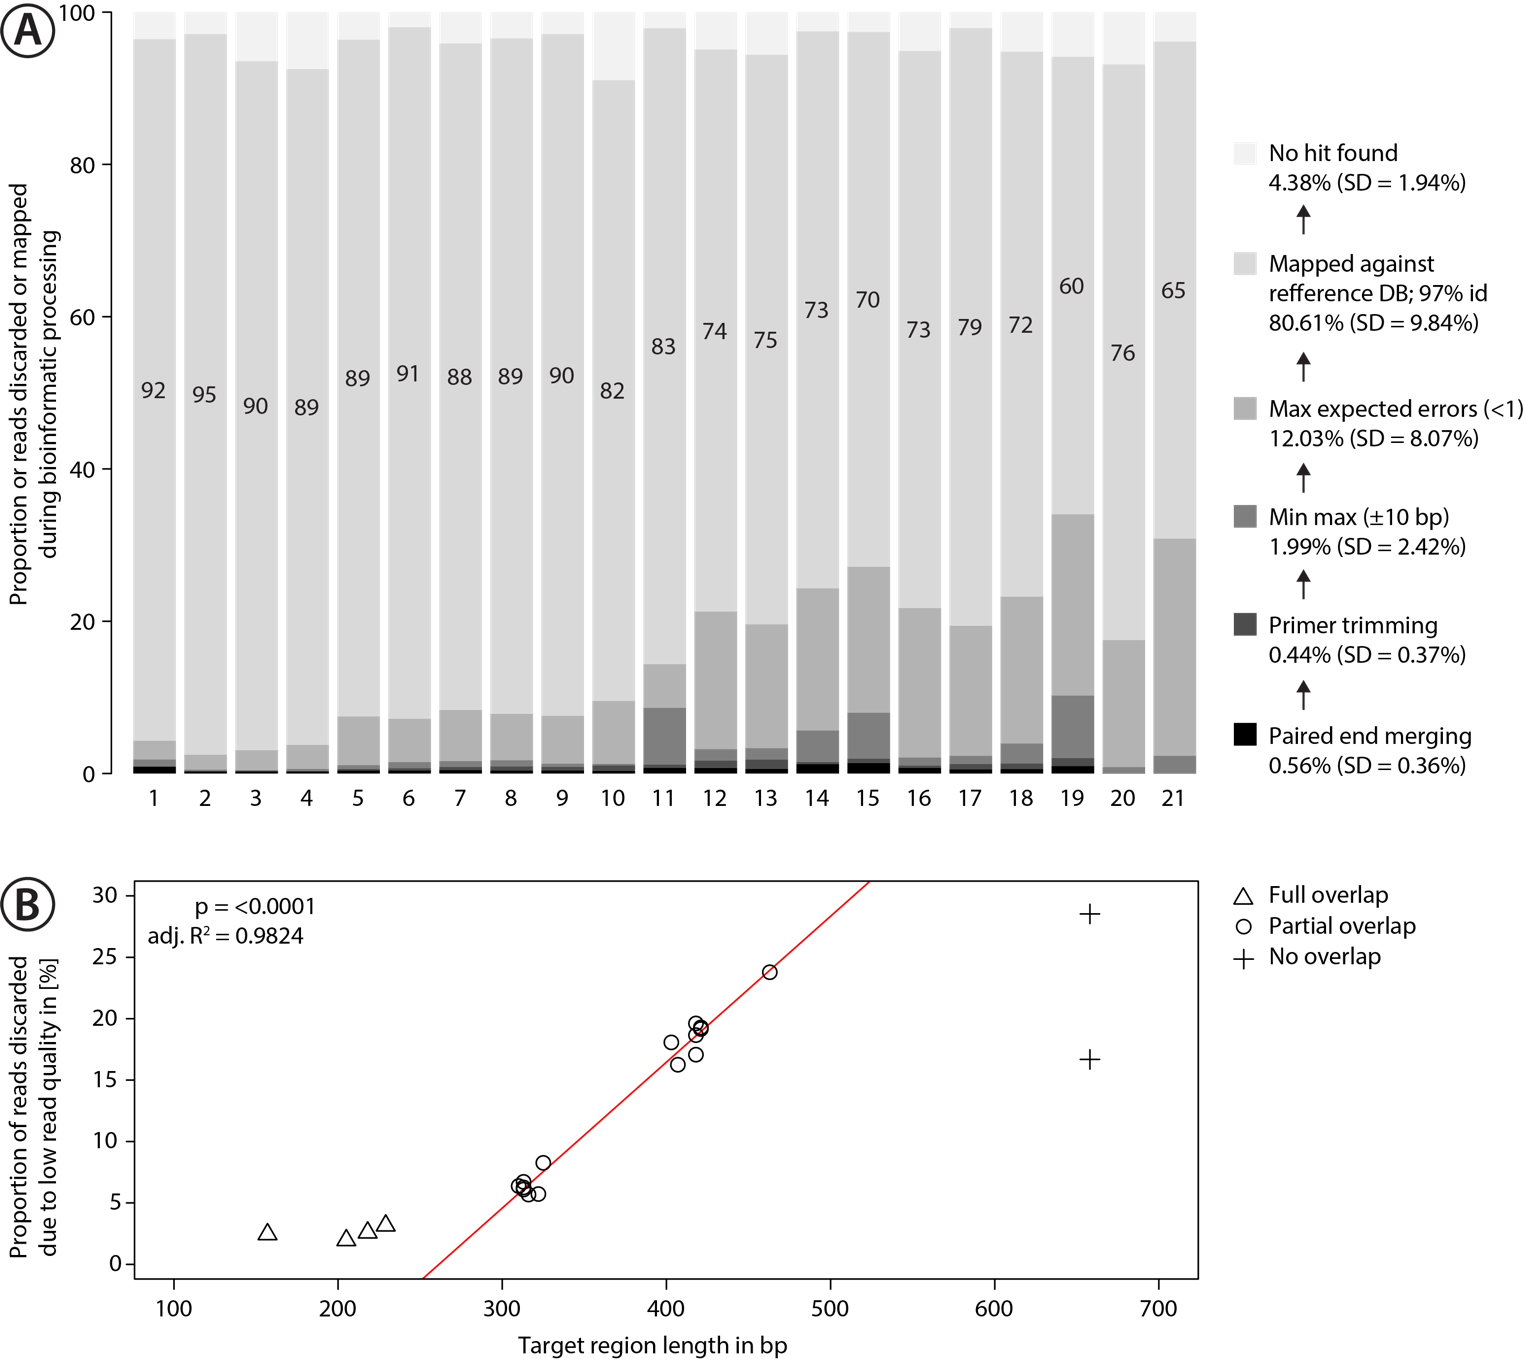 A
Proportion or reads discarded or mapped
during bioinformatic processing
100
80
60
40
20
0
92 95 90 89 89 91 88 89 90 82 83 74 75 73 70 73 79 72 60 76 65
1 2 3 4 5 6 7 8 9 10 11 12 13 14 15 16 17 18 19 20 21
No hit found
4.38% (SD = 1.94%)
Mapped against
refference DB; 97% id
80.61% (SD = 9.84%)
Max expected errors (<1)
12.03% (SD = 8.07%)
Min max (±10 bp)
1.99% (SD = 2.42%)
Primer trimming
0.44% (SD = 0.37%)
Paired end merging
0.56% (SD = 0.36%)
B
Proportion of reads discarded
due to low read quality in [%]
30
25
20
15
10
5
0
p = <0.0001
adj. R² = 0.9824
100 200 300 400 500 600 700
Target region length in bp
Full overlap
Partial overlap
No overlap